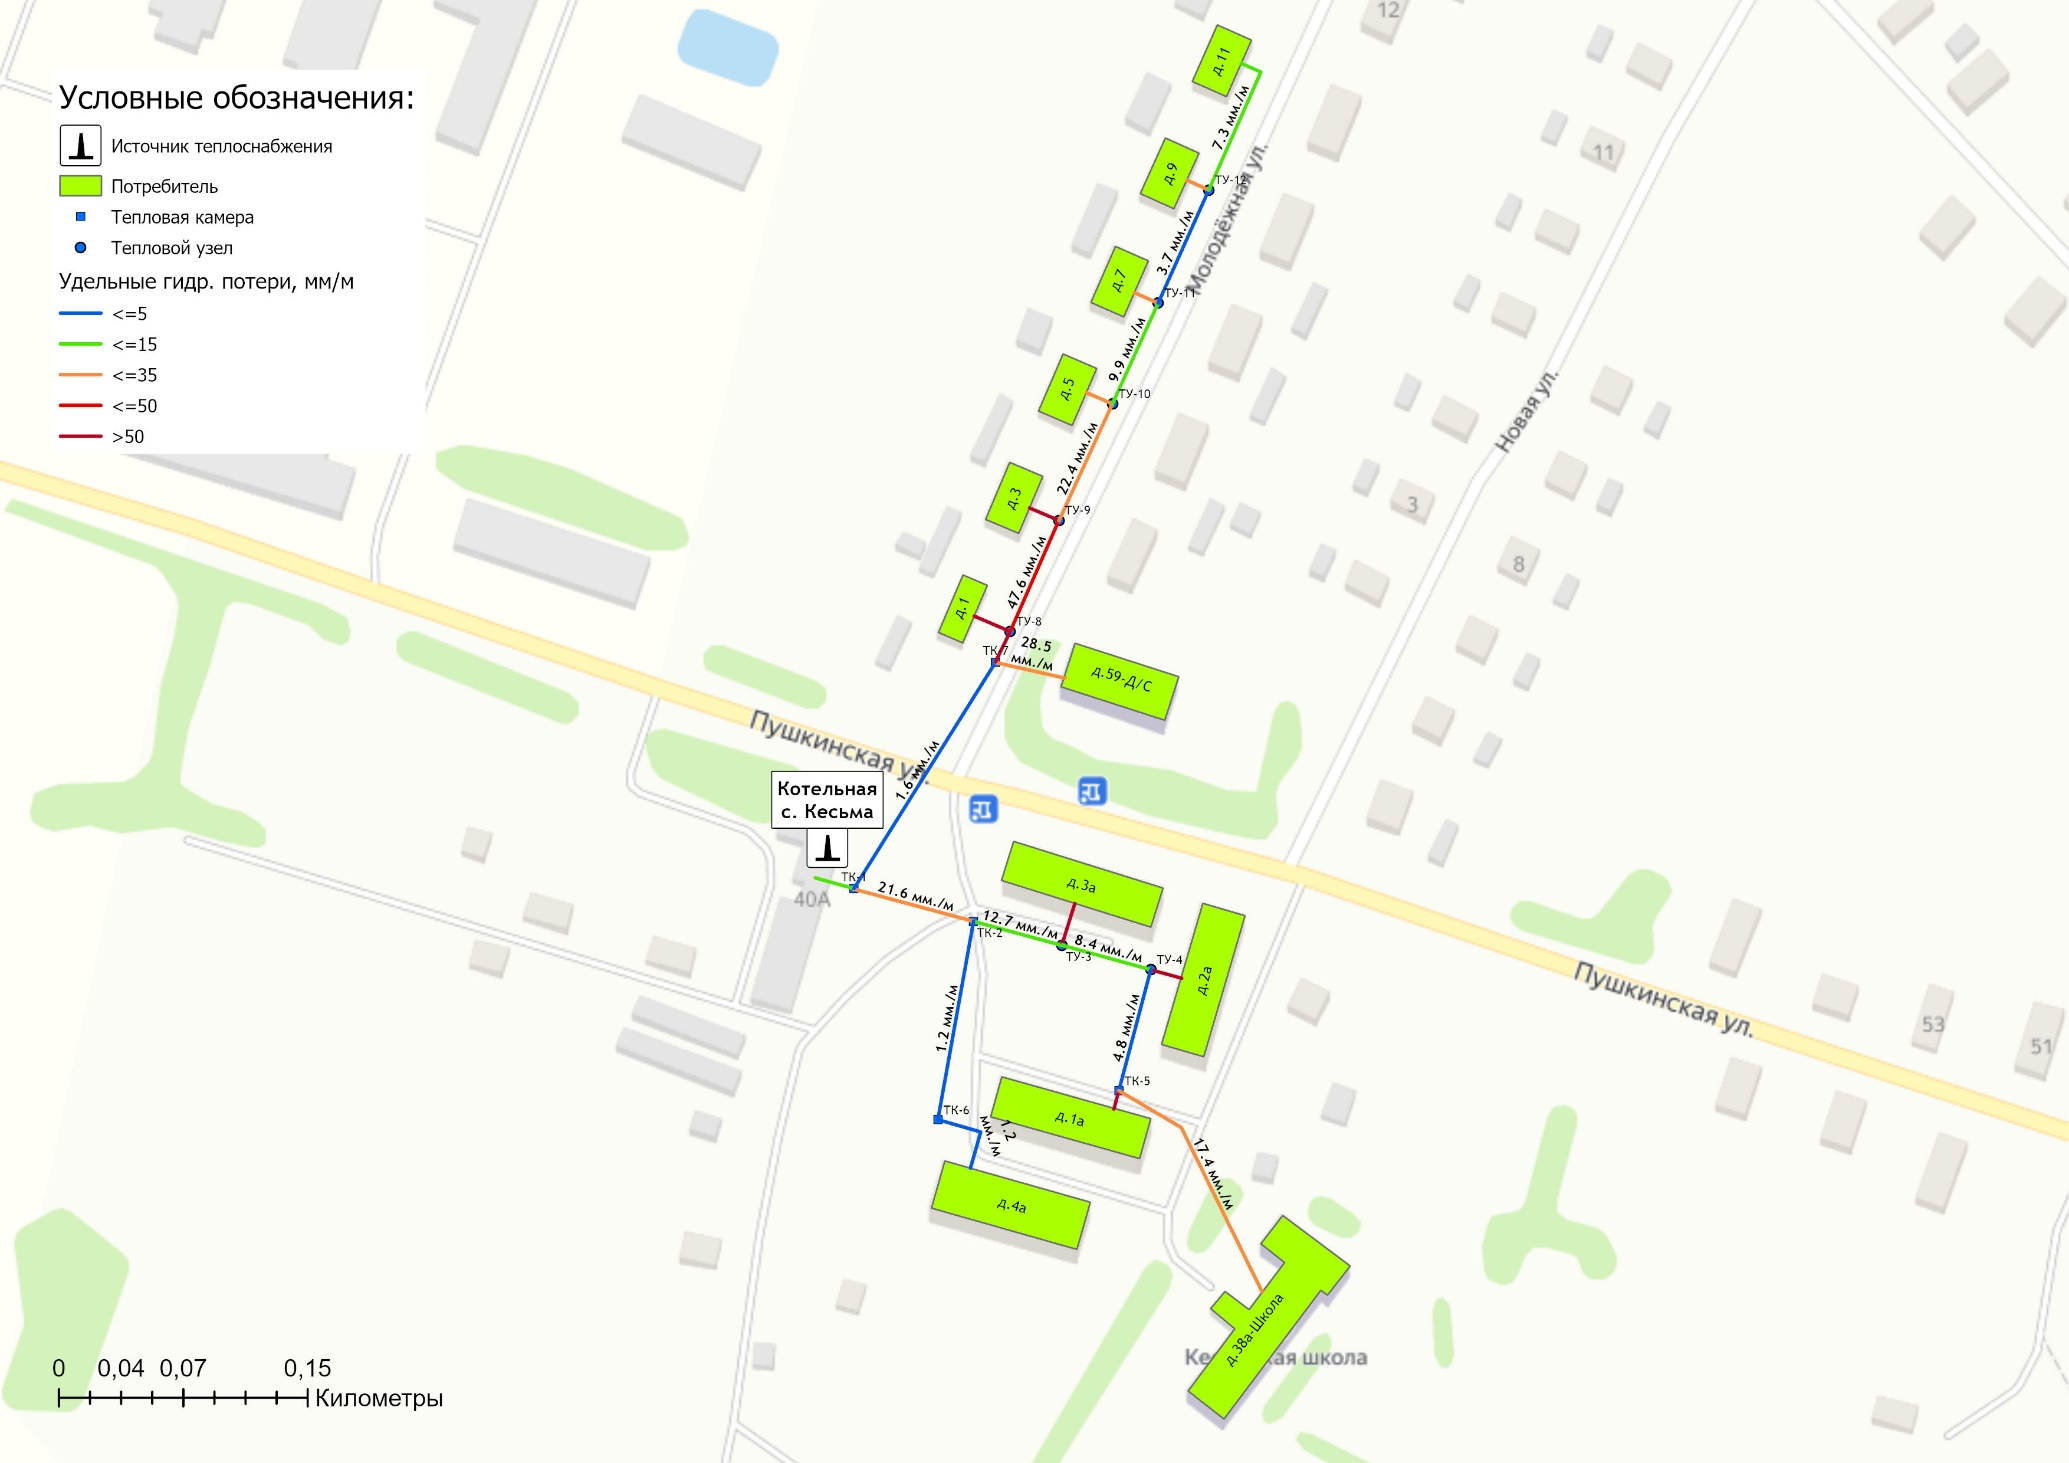 Условные обозначения:
Источник теплоснабжения
Потребитель
Тепловая камера
Тепловой узел
Удельные гидр. потери, мм/м
<=5
<=15
<=35
<=50
>50
12
д.11
7.3 мм./м
д.9
ТУ-12
Молодёжная ул.
11
3.7 мм./м
д.7
ТУ-11
9.9 мм./м
д.5
ТУ-10
Новая ул.
22.4 мм./м
д.3
ТУ-9
3
47.6 мм./м
8
д.1
ТУ-8
28.5
мм./м
ТК-7
д.59-Д/С
Пушкинская ул.
1.6 мм./м
Котельная
с. Кесьма
ТК-1
40А
21.6 мм./м
д.3а
12.7 мм./м
ТК-2
8.4 мм./м
ТУ-3
ТУ-4
д.2а
Пушкинская ул.
53
51
1.2 мм./м
4.8 мм./м
ТК-5
ТК-6
1.2
мм./м
д.1а
17.4 мм./м
д.4а
д.38а-Школа
школа
0 0,04 0,07 0,15
Километры